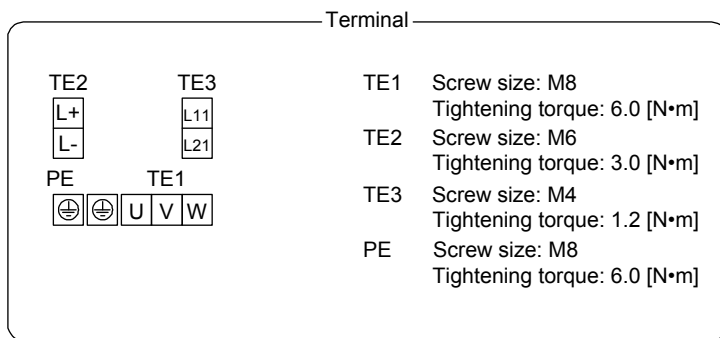 Terminal
TE2 TE3
L+ L11
L- L21
PE TE1
U V W
TE1 Screw size: M8
Tightening torque: 6.0 [N•m]
TE2 Screw size: M6
Tightening torque: 3.0 [N•m]
TE3 Screw size: M4
Tightening torque: 1.2 [N•m]
PE Screw size: M8
Tightening torque: 6.0 [N•m]